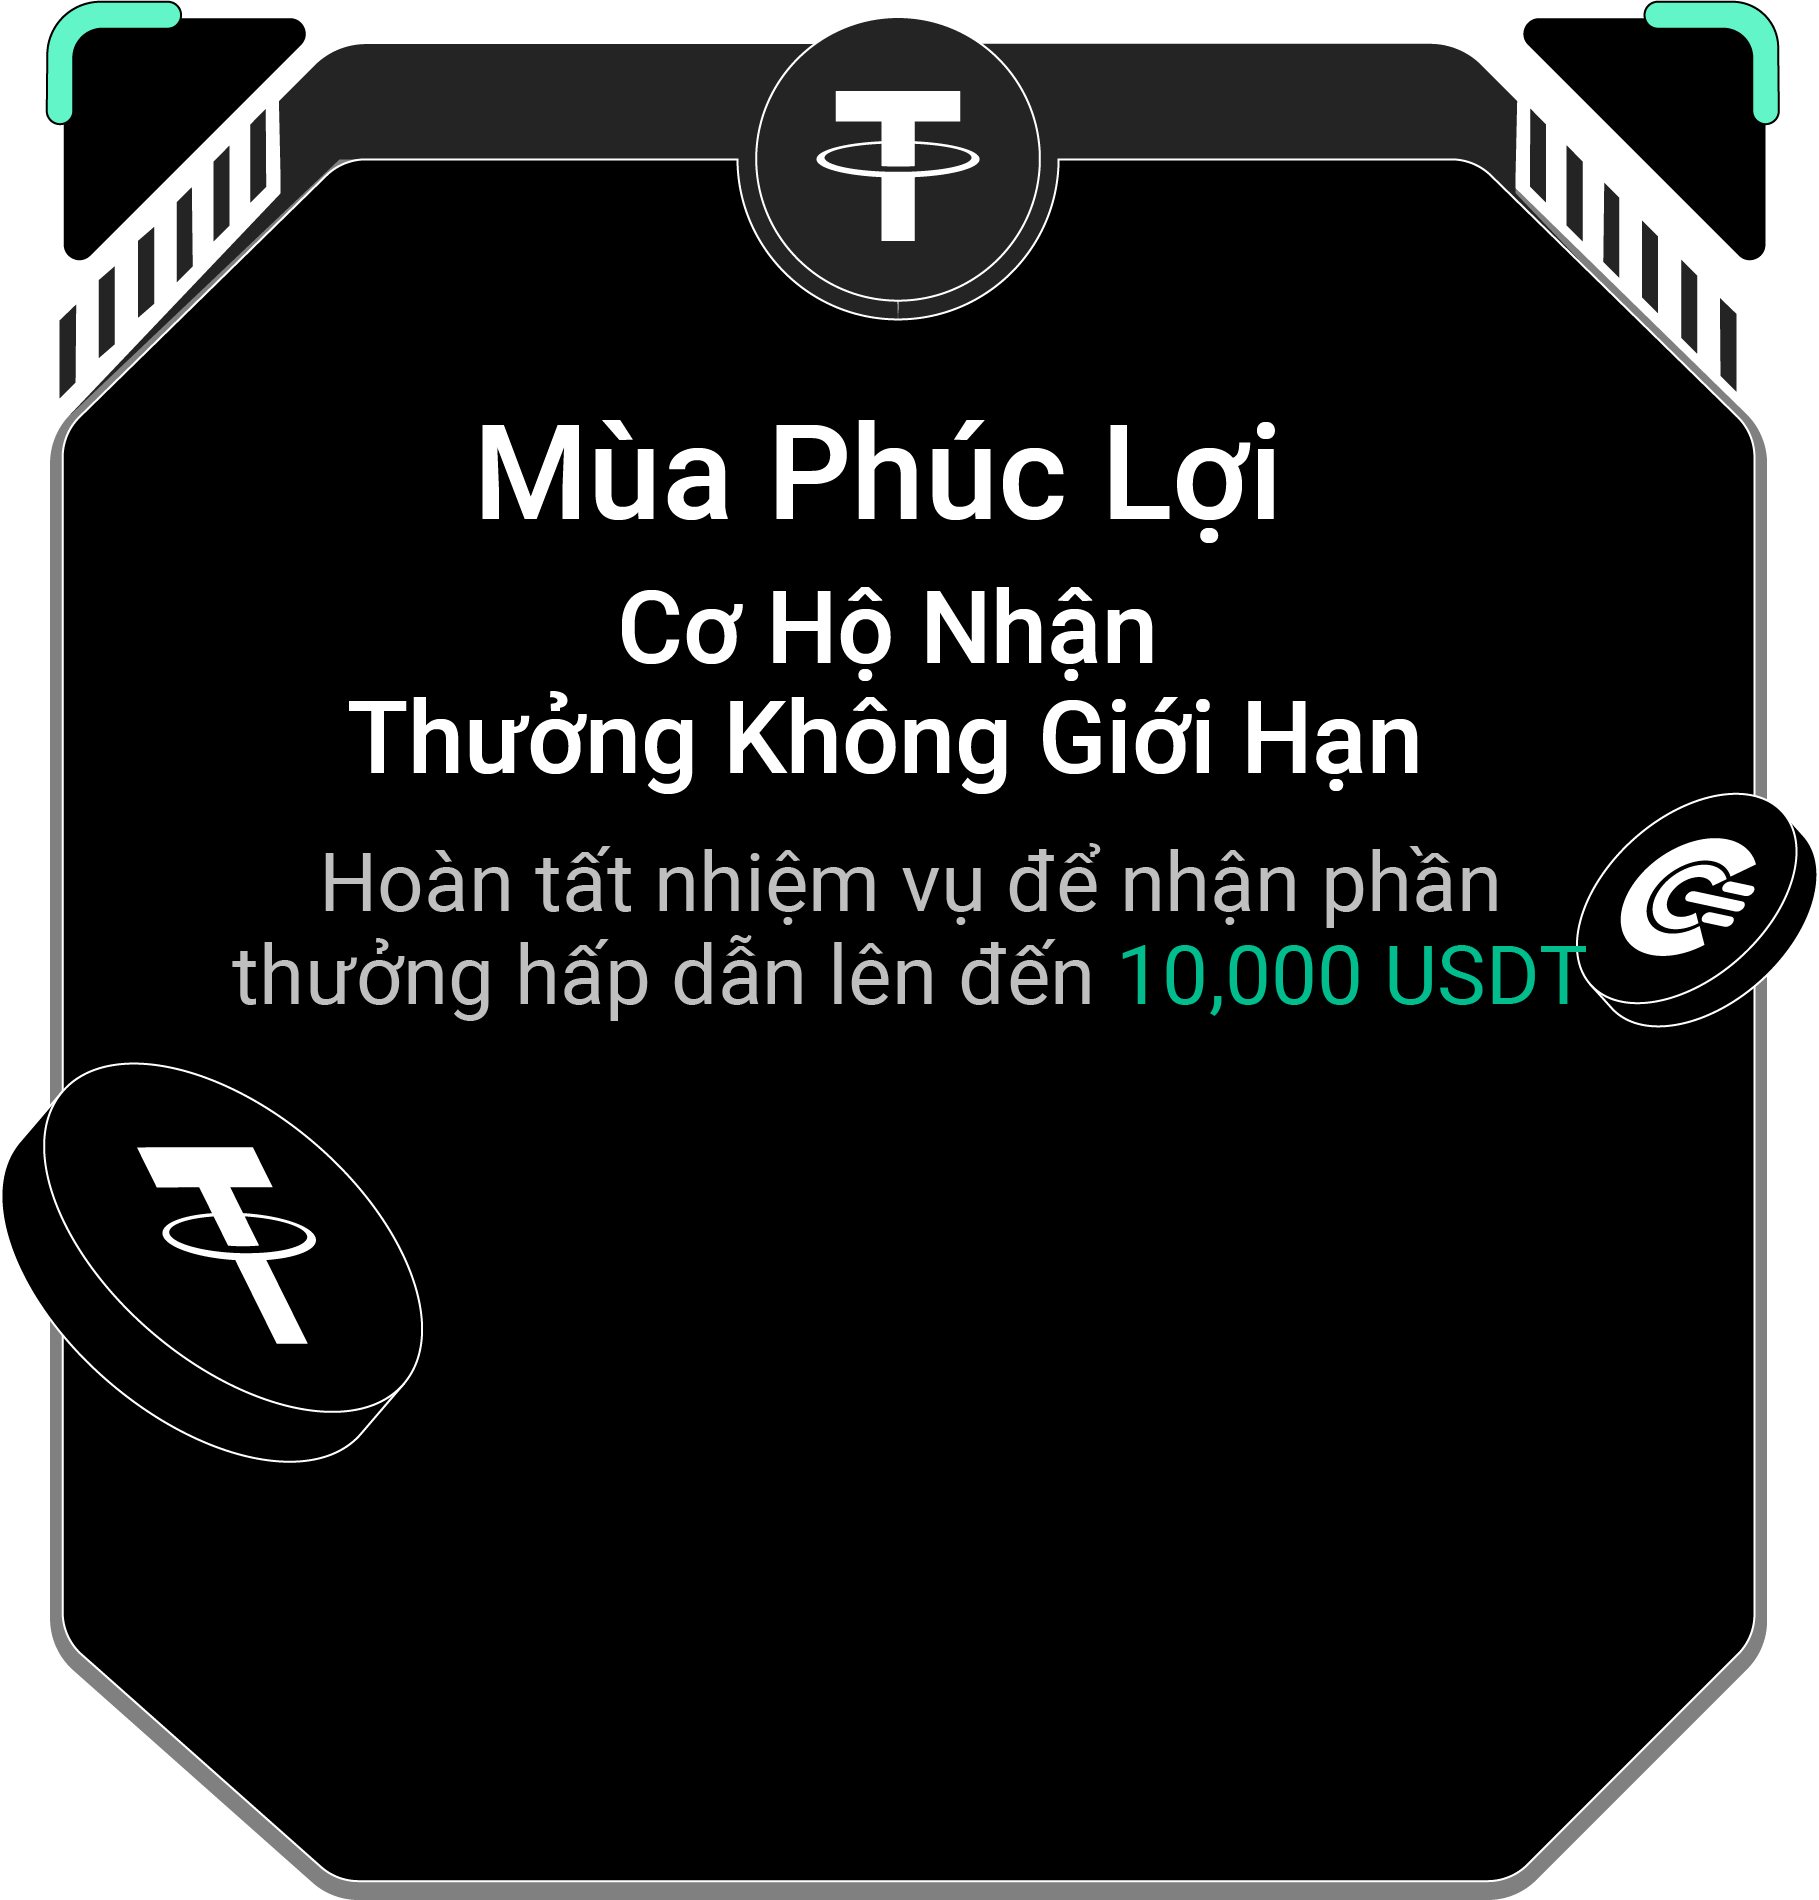 Mùa Phúc Lợi
Cơ Hộ Nhận
Thưởng Không Giới Hạn
Hoàn tất nhiệm vụ để nhận phần
thưởng hấp dẫn lên đến 10,000 USDT